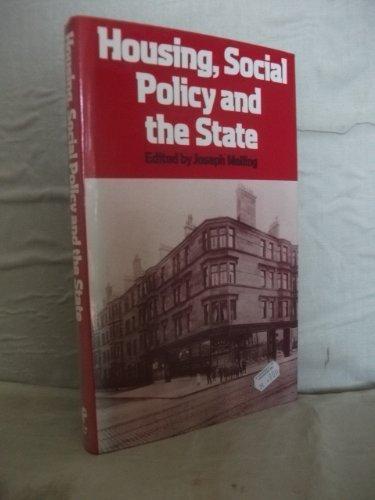 Housing, Social
Policy and
the State
Edited by Joseph Melling
Housing, Social Policy and the State